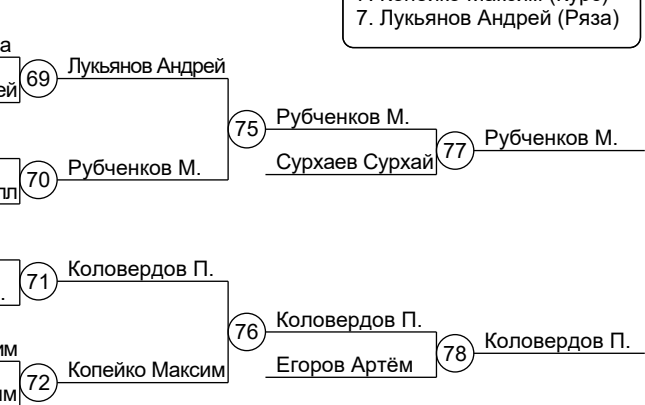 7. Лукьянов Андрей (Ряза)
69
Лукьянов Андрей
75
Рубченков М.
77
Рубченков М.
Сурхаев Сурхай
70
Рубченков М.
71
Коловердов П.
76
Коловердов П.
78
Коловердов П.
Егоров Артём
72
Копейко Максим